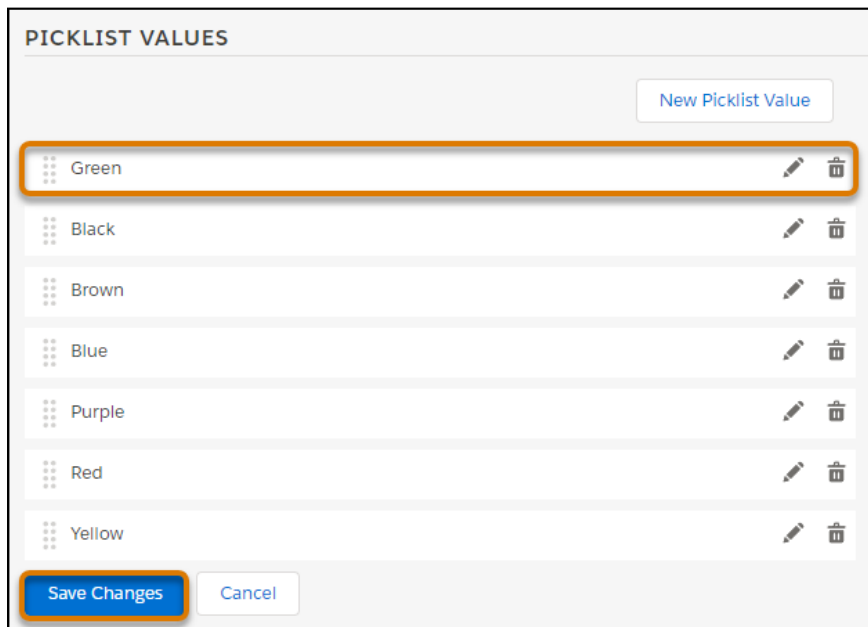 PICKLIST VALUES
New Picklist Value
Green
Black
Brown
Blue
Purple
Red
Yellow
Save Changes Cancel